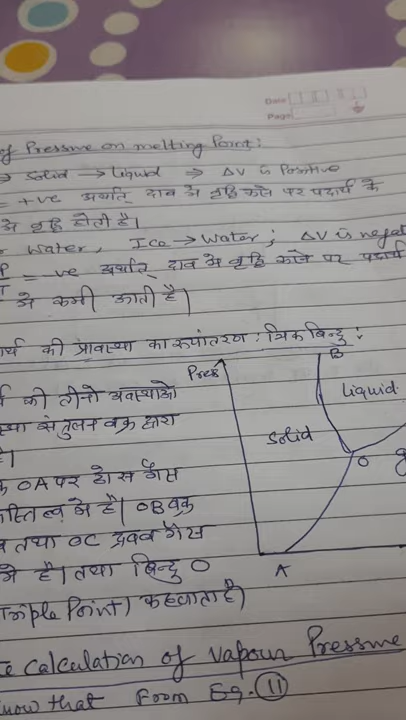 Date
Page
of Pressure on melting Point:
⇒ Solid → Liquid ⇒ ΔV is Positive
= +ve अर्थात् दाब में वृद्धि करने पर पदार्थ के
में वृद्धि होती है।
Water, Ice → Water; ΔV is negat
= -ve अर्थात् दाब में वृद्धि करने पर पदार्थ
में कमी आती है।
की प्रावस्था का रूपांतरण: त्रिक बिन्दु:
की तीनो अवस्थाओ
संतुलन वक्र द्वारा
है।
OA पर ठोस गैस
में है। OB वक्र
तथा OC द्रव व गैस
में है। तथा बिन्दु O
Triple Point) कहलाता है)
Press
B
Liquid
Solid
O
A
calculation of vapour Pressure
know that from Eq. (11)